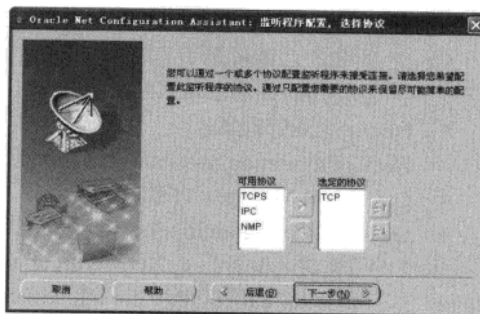 Oracle Net Configuration Assistant: 监听程序配置, 选择协议
您可以通过一个或多个协议配置监听程序来接受连接。请选择您希望配
置此监听程序的协议。通过只配置您需要的协议来保留尽可能简单的配
置。
可用协议
选定的协议
TCPS
TCP
IPC
NMP
取消
帮助
后退(B)
下一步(N)